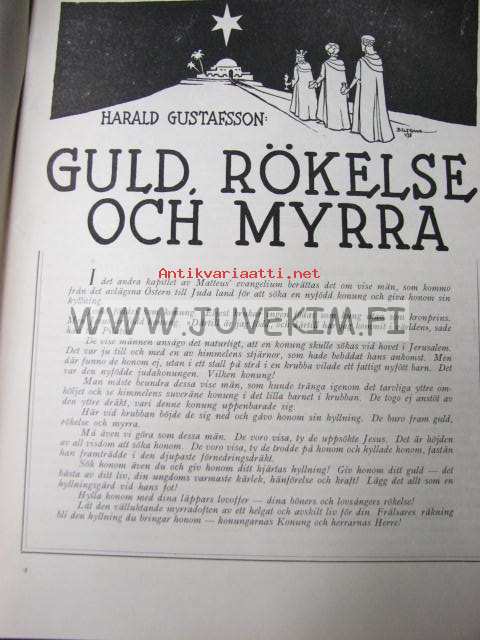 HARALD GUSTAFSSON:
GULD, RÖKELSE
OCH MYRRA
I det andra kapitlet av Matteus' evangelium berättas det om vise män, som kommo
från det avlägsna Östern till Juda land för att söka en nyfödd konung och giva honom sin
hyllning.
Antikvariaatti.net
WWW.JUVEKIM.FI
De vise männen ansågo det naturligt, att en konung skulle sökas vid hovet i Jerusalem.
Det var ju till och med av himmelens stjärnor, som hade bebådat hans ankomst. Men
där funno de honom ej, utan i ett stall på strå i en krubba vilade ett fattigt nyfött barn. Det
var den nyfödde judakonungen. Vilken konung!
Man måste beundra dessa vise män, som kunde tränga igenom det tarvliga yttre om-
höljet och se himmelens suveräne konung i det lilla barnet i krubban. De togo ej anstöt av
den yttre dräkt, vari denne konung uppenbarade sig.
Här vid krubban böjde de sig ned och gåvo honom sin hyllning. De buro fram guld,
rökelse och myrra.
Må även vi göra som dessa män. De voro visa, ty de uppsökte Jesus. Det är höjden
av all visdom att söka honom. De voro visa, ty de trodde på honom och hyllade honom, fastän
han framträdde i den djupaste förnedringsdräkt.
Sök honom även du och giv honom ditt hjärtas hyllning! Giv honom ditt guld — det
bästa av ditt liv, din ungdoms varmaste kärlek, hänförelse och kraft! Lägg det allt som en
hyllningsgärd vid hans fot!
Hylla honom med dina läppars lovoffer — dina böners och lovsångers rökelse!
Låt den välluktande myrradoften av ett helgat och avskilt liv för din Frälsares räkning
bli den hyllning du bringar honom — konungarnas Konung och herrarnas Herre!